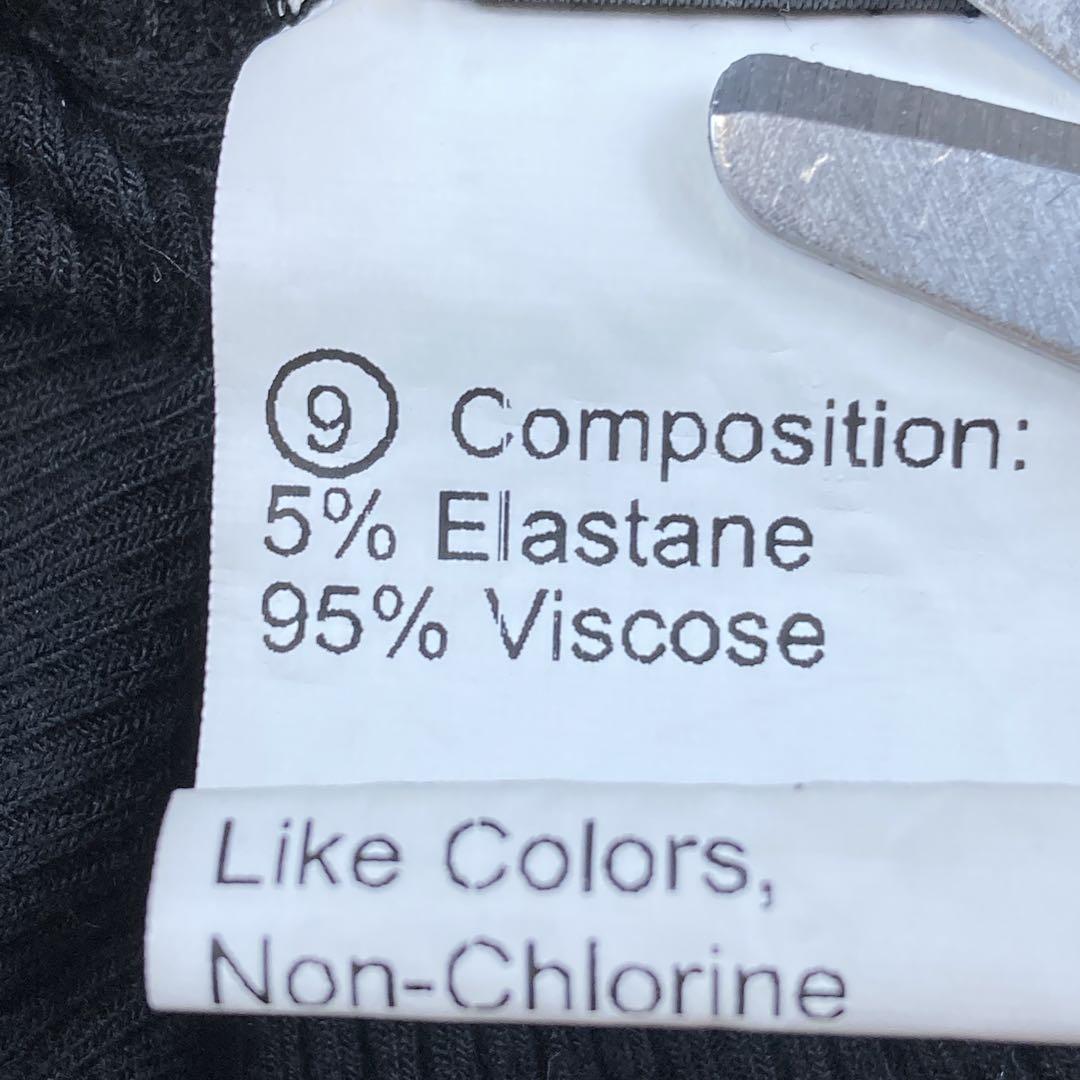 ⑨ Composition:
5% Elastane
95% Viscose
Like Colors,
Non-Chlorine